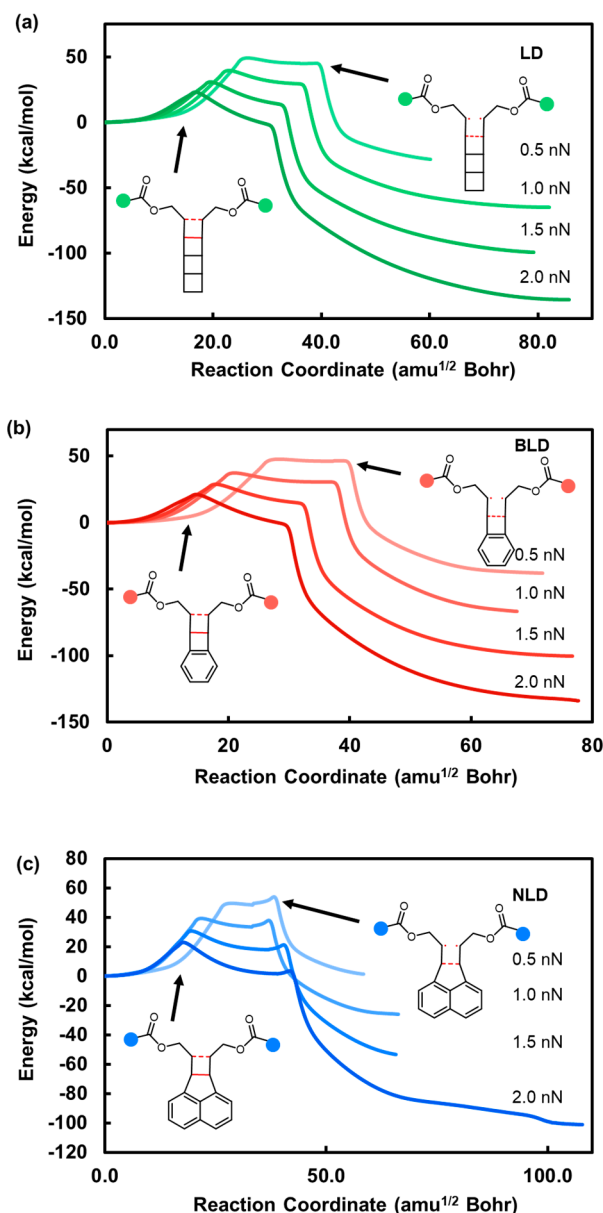 (a)
LD
Energy (kcal/mol)
50
0
-50
-100
-150
0.0 20.0 40.0 60.0 80.0
Reaction Coordinate (amu1/2 Bohr)
O O
O O
O O
O O
0.5 nN
1.0 nN
1.5 nN
2.0 nN
(b)
BLD
Energy (kcal/mol)
100
50
0
-50
-100
-150
0 20 40 60 80
Reaction Coordinate (amu1/2 Bohr)
O O
O O
O O
O O
0.5 nN
1.0 nN
1.5 nN
2.0 nN
(c)
NLD
Energy (kcal/mol)
80
60
40
20
0
-20
-40
-60
-80
-100
-120
0.0 50.0 100.0
Reaction Coordinate (amu1/2 Bohr)
O O
O O
O O
O O
0.5 nN
1.0 nN
1.5 nN
2.0 nN